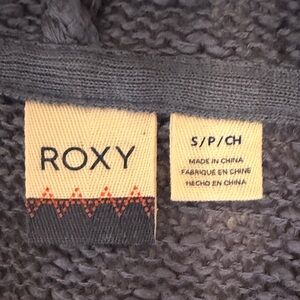 ROXY
S/P/CH
MADE IN CHINA
FABRIQUÉ EN CHINE
HECHO EN CHINA